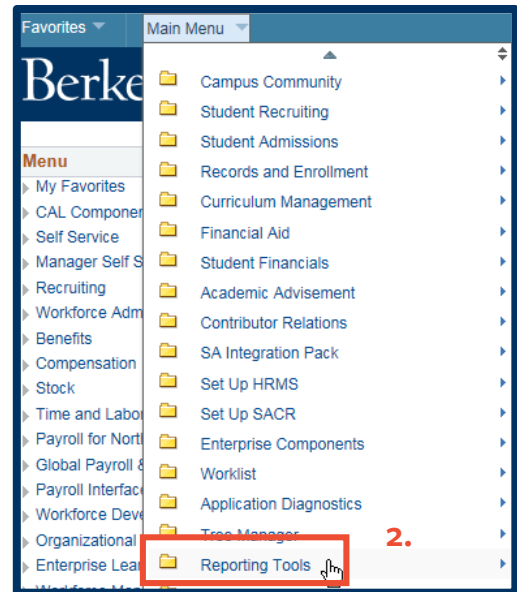 Favorites
Main Menu
Berke
Menu
My Favorites
CAL Componen
Self Service
Manager Self S
Recruiting
Workforce Adm
Benefits
Compensation
Stock
Time and Labo
Payroll for Nort
Global Payroll &
Payroll Interfac
Workforce Deve
Organizational
Enterprise Lear
Campus Community
Student Recruiting
Student Admissions
Records and Enrollment
Curriculum Management
Financial Aid
Student Financials
Academic Advisement
Contributor Relations
SA Integration Pack
Set Up HRMS
Set Up SACR
Enterprise Components
Worklist
Application Diagnostics
Tree Manager
2.
Reporting Tools